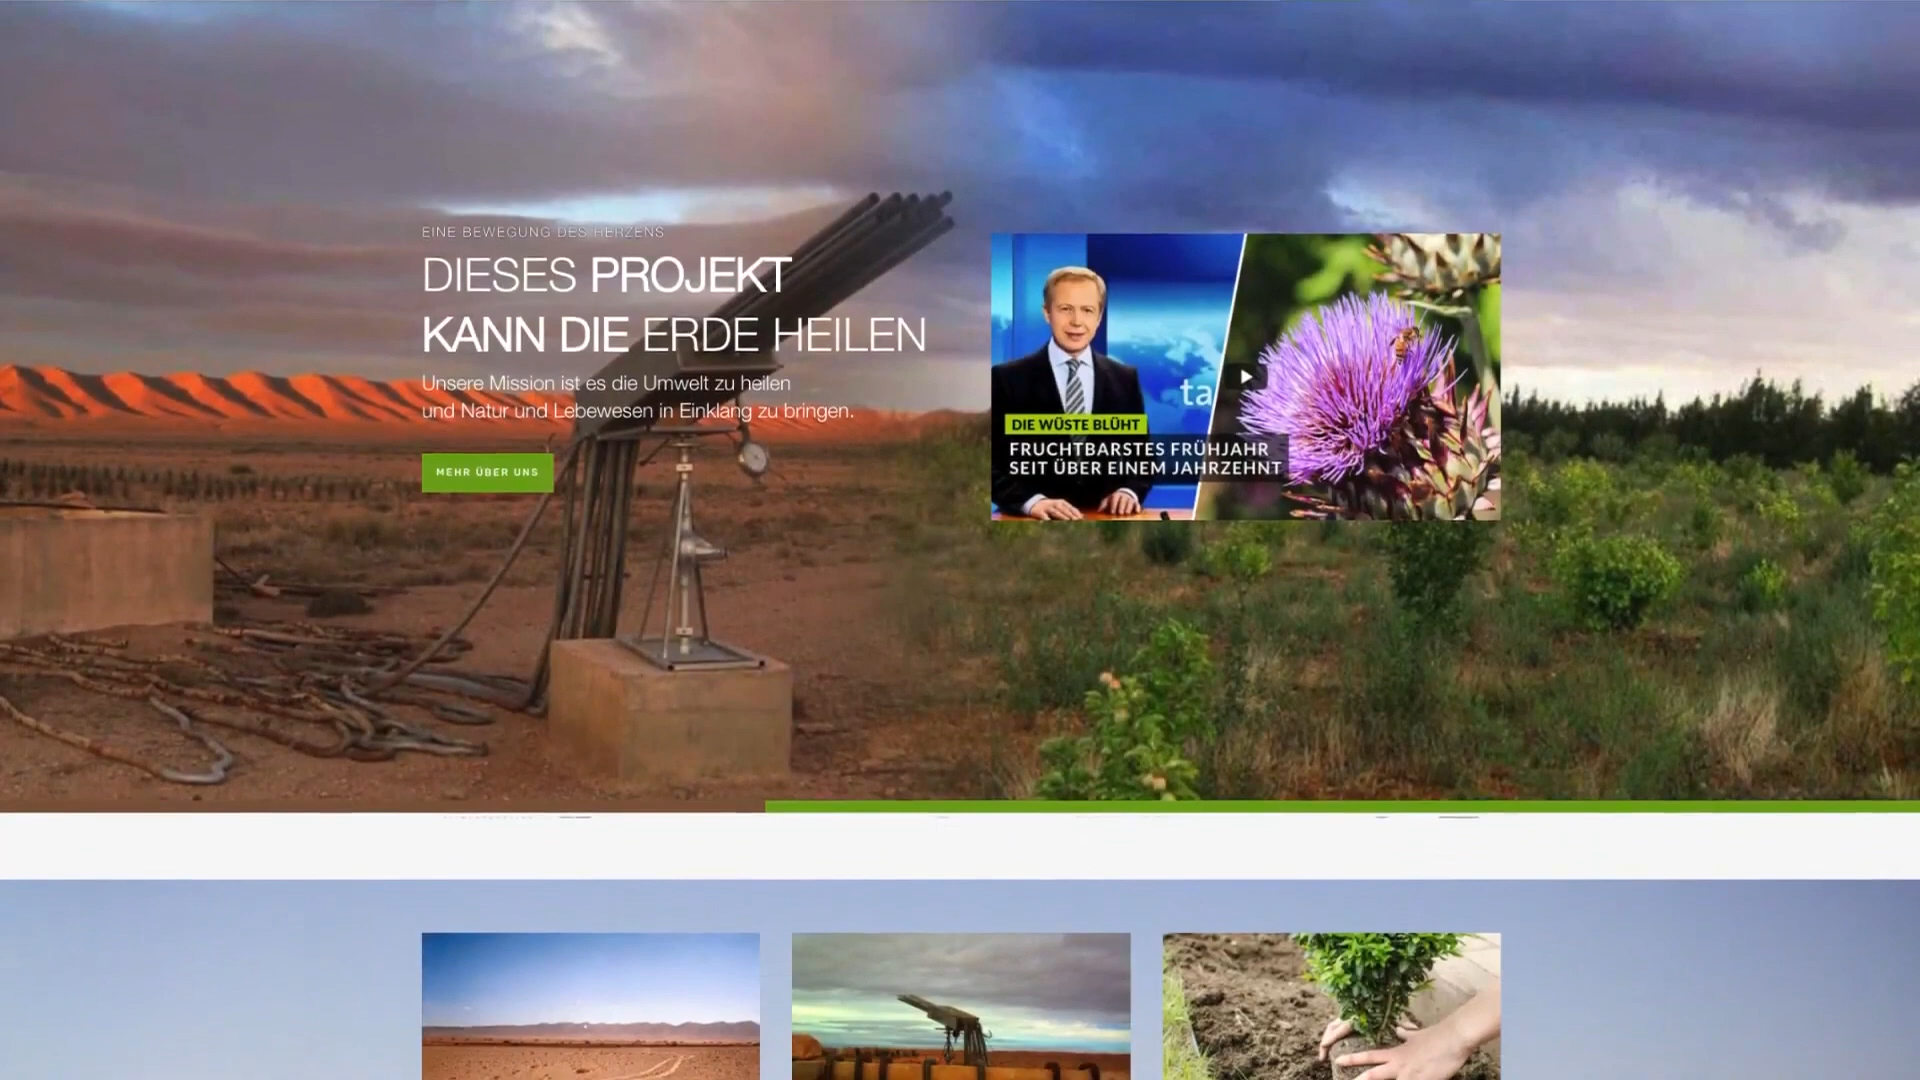 EINE BEWEGUNG DES HERZENS
DIESES PROJEKT
KANN DIE ERDE HEILEN
Unsere Mission ist es die Umwelt zu heilen
und Natur und Lebewesen in Einklang zu bringen.
MEHR ÜBER UNS
ta
DIE WÜSTE BLÜHT
FRUCHTBARSTES FRÜHJAHR
SEIT ÜBER EINEM JAHRZEHNT